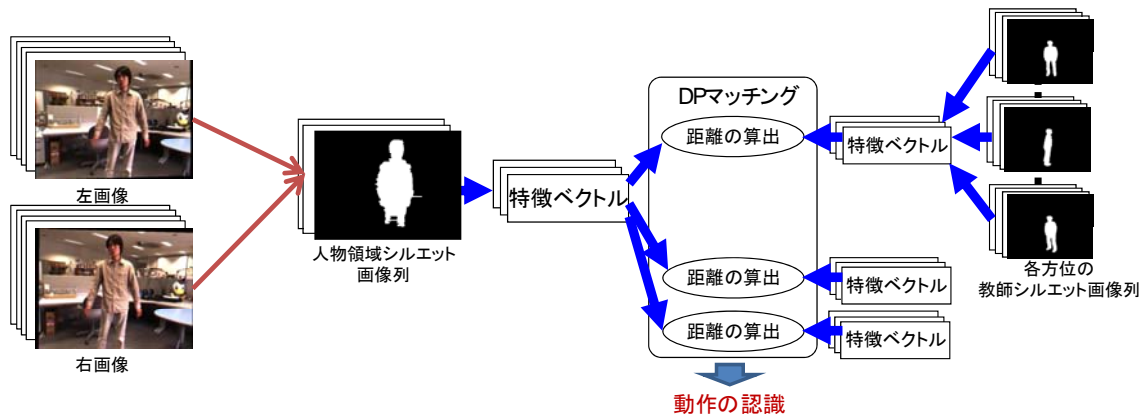 左画像
右画像
人物領域シルエット
画像列
特徴ベクトル
DPマッチング
距離の算出
距離の算出
距離の算出
特徴ベクトル
特徴ベクトル
特徴ベクトル
各方位の
教師シルエット画像列
動作の認識